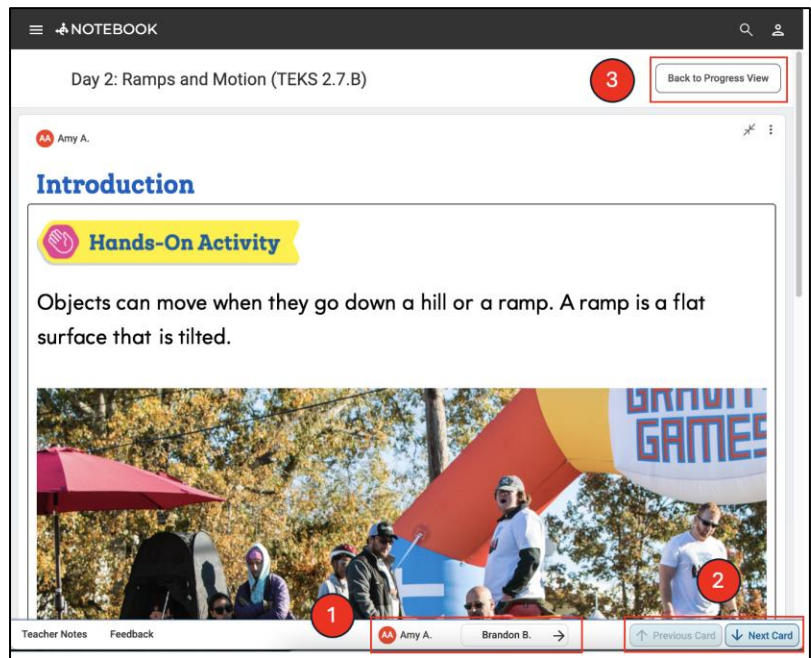 NOTEBOOK
Day 2: Ramps and Motion (TEKS 2.7.B)
3
Back to Progress View
AA Amy A.
Introduction
Hands-On Activity
Objects can move when they go down a hill or a ramp. A ramp is a flat
surface that is tilted.
GRAVITY
GAMES
1
2
Teacher Notes Feedback AA Amy A. Brandon B. → ↑ Previous Card ↓ Next Card